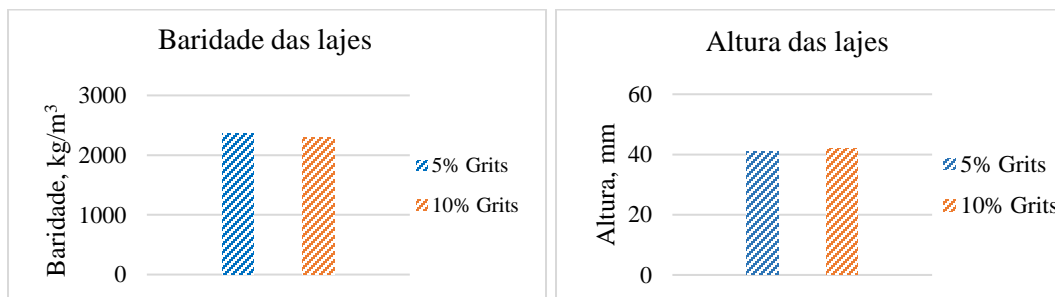 Baridade das lajes
Baridade, kg/m³
3000
2000
1000
0
5% Grits
10% Grits
Altura das lajes
Altura, mm
60
40
20
0
5% Grits
10% Grits